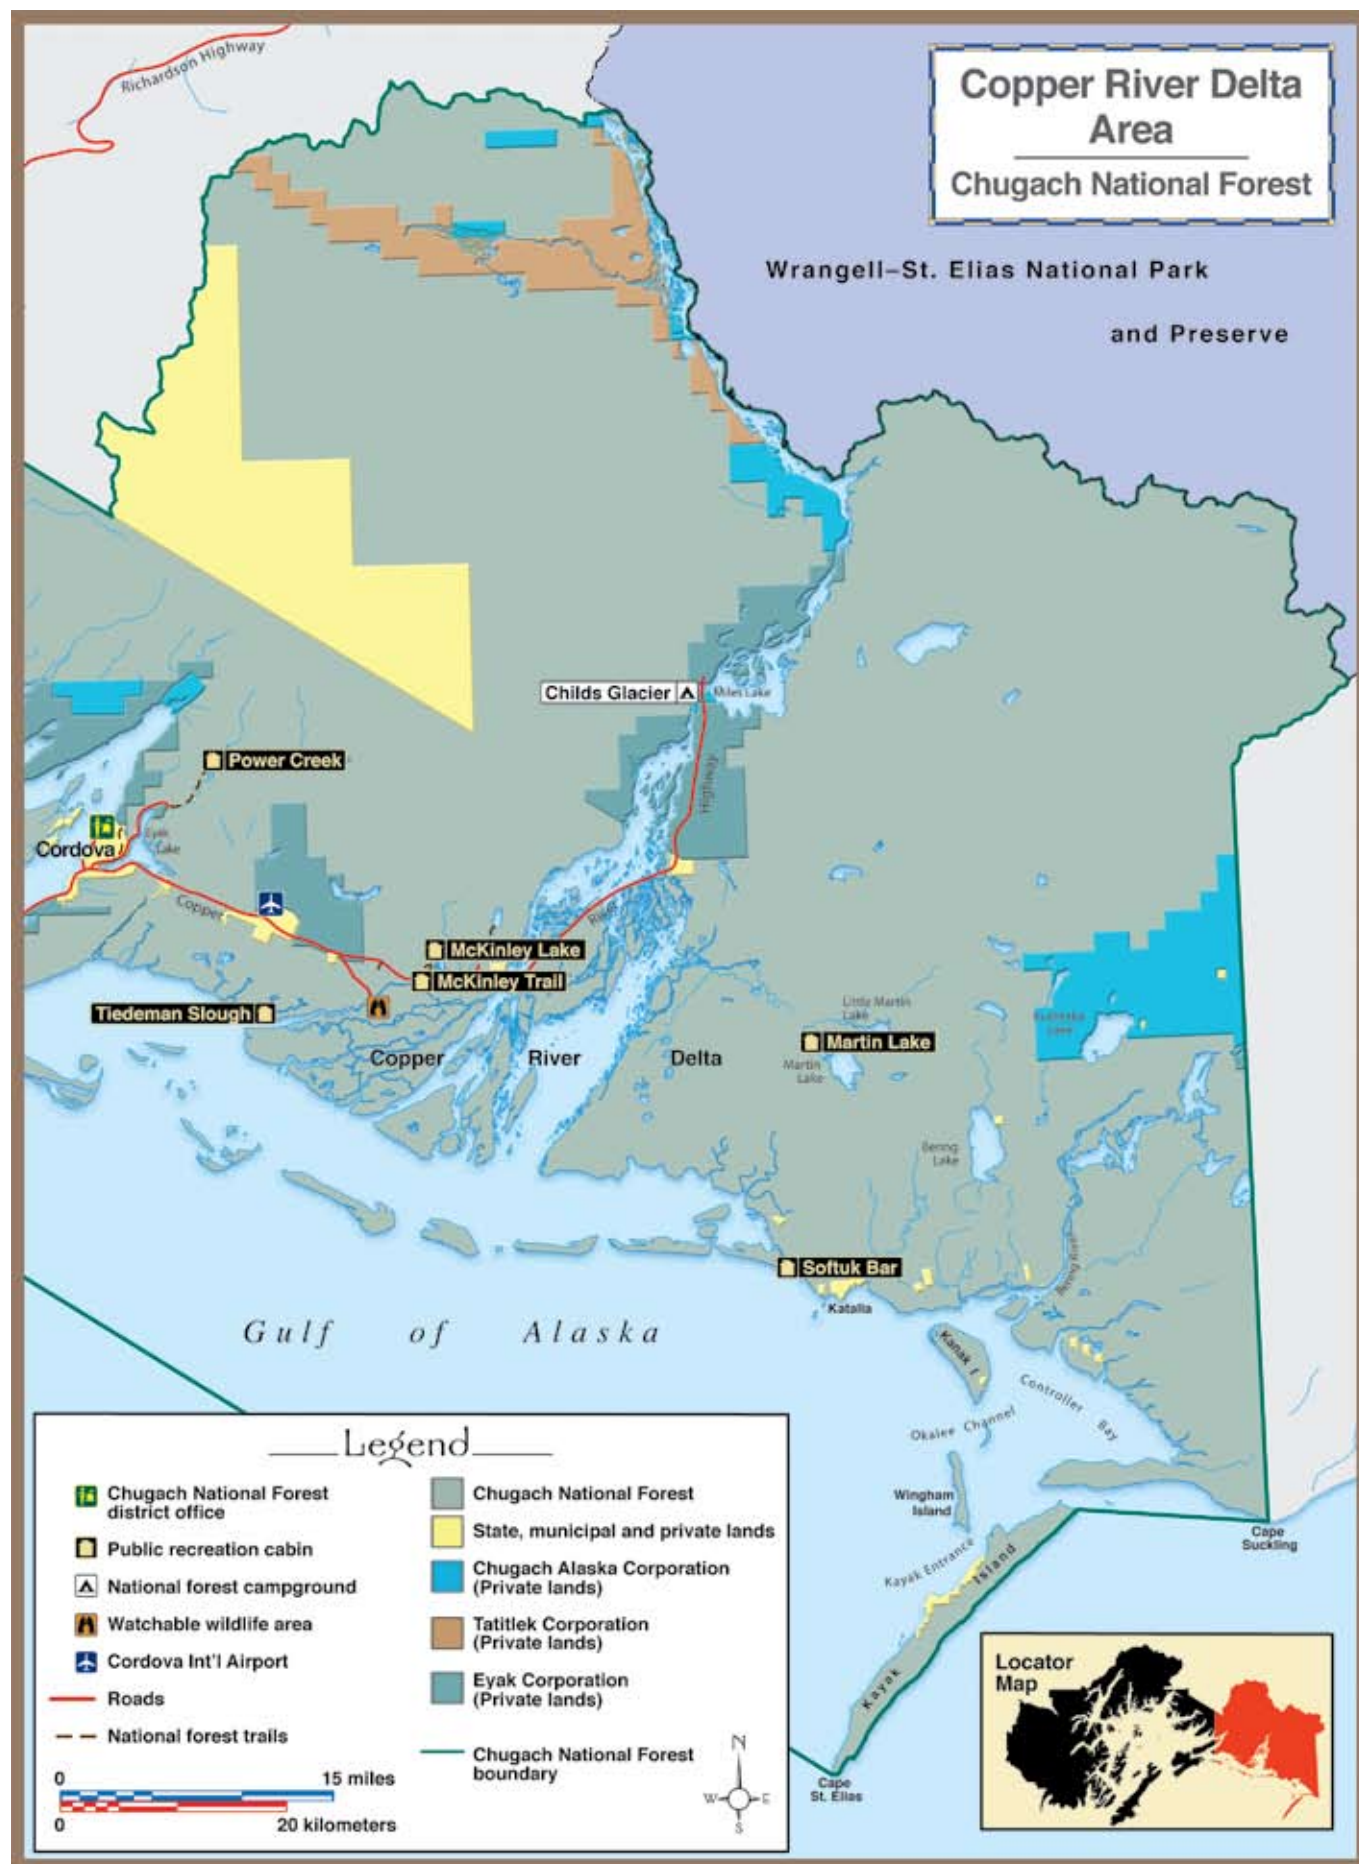 Richardson Highway
Copper River Delta
Area
Chugach National Forest
Wrangell–St. Elias National Park
and Preserve
Childs Glacier
Miles Lake
Highway
Power Creek
Cordova
Eyak
Lake
Copper
River
McKinley Lake
McKinley Trail
Tiedeman Slough
Copper
River
Delta
Little Martin
Lake
Martin Lake
Martin
Lake
Lake
Bering
Lake
Bering River
Softuk Bar
Katalla
Gulf of Alaska
Kanak I
Controller Bay
Okalee Channel
Wingham
Island
Kayak Entrance
Kayak Island
Cape
Suckling
Cape
St. Elias
Legend
Chugach National Forest
district office
Public recreation cabin
National forest campground
Watchable wildlife area
Cordova Int'l Airport
Roads
National forest trails
0 15 miles
0 20 kilometers
Chugach National Forest
State, municipal and private lands
Chugach Alaska Corporation
(Private lands)
Tatitlek Corporation
(Private lands)
Eyak Corporation
(Private lands)
Chugach National Forest
boundary
N
W E
S
Locator
Map